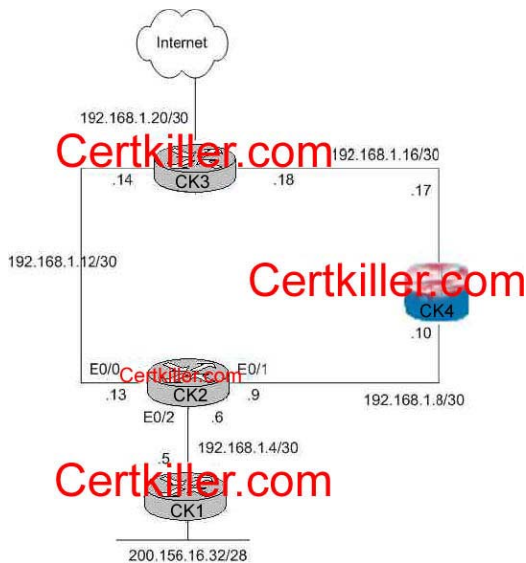 Internet
192.168.1.20/30
Certkiller.com
192.168.1.16/30
.14
CK3
.18
.17
192.168.1.12/30
Certkiller.com
CK4
.10
E0/0
Certkiller.com
E0/1
.13
CK2
.9
192.168.1.8/30
E0/2
.6
192.168.1.4/30
.5
Certkiller.com
CK1
200.156.16.32/28